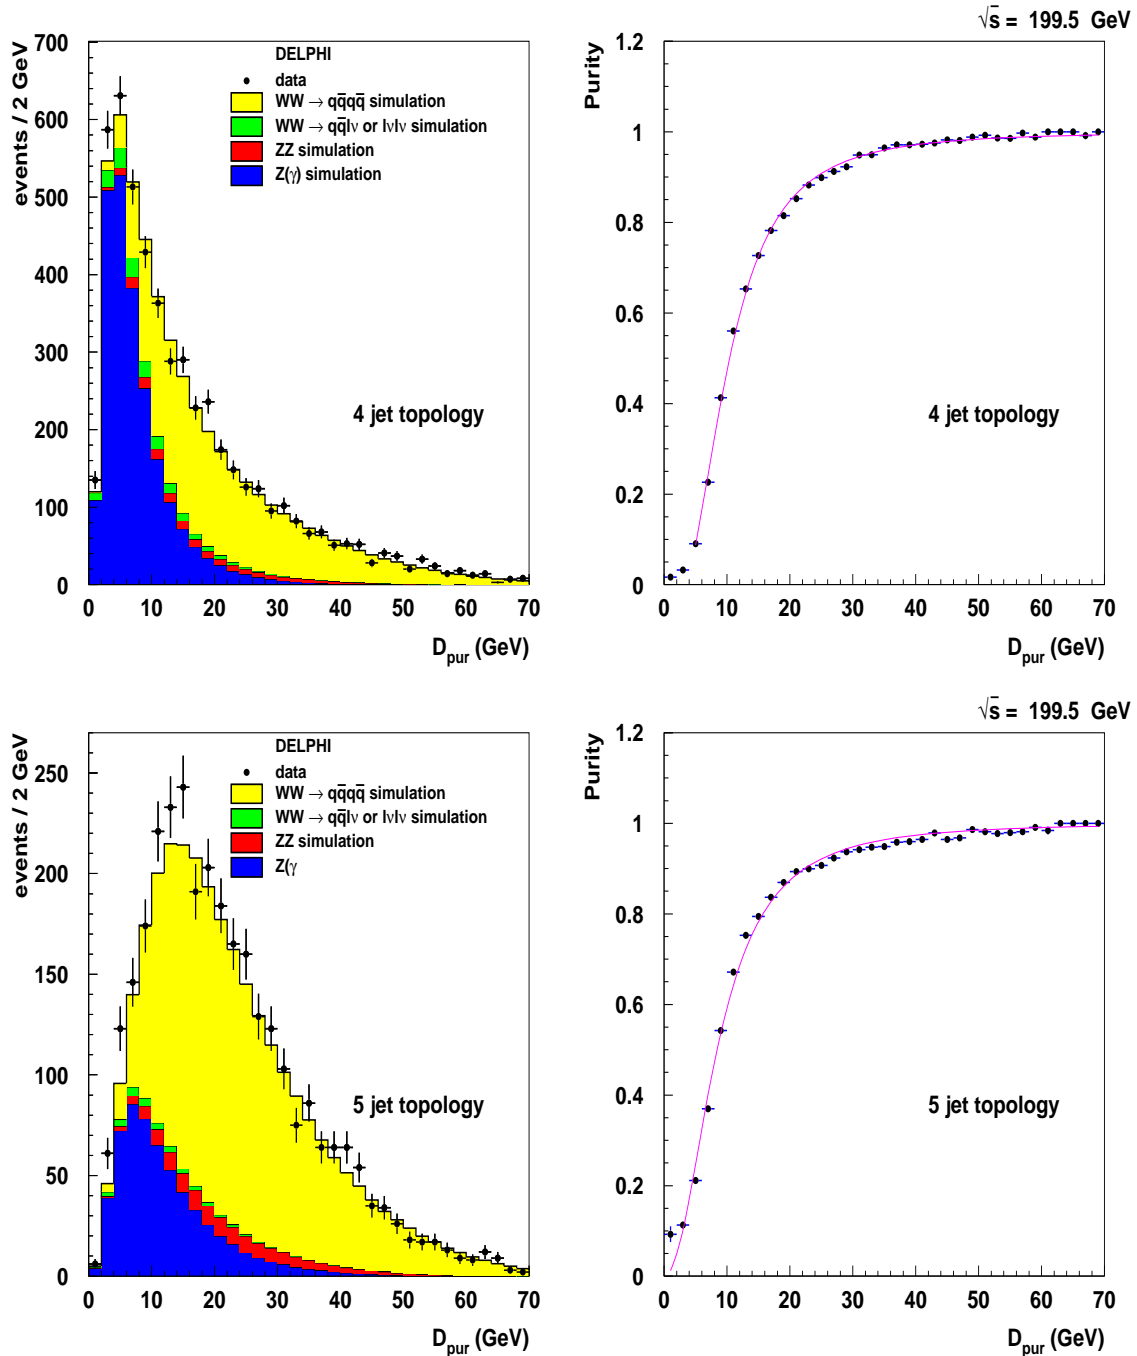 √s̄ = 199.5 GeV
events / 2 GeV
700
600
500
400
300
200
100
0
DELPHI
data
WW → qq̄qq̄ simulation
WW → qq̄lν or lνlν simulation
ZZ simulation
Z(γ) simulation
4 jet topology
0 10 20 30 40 50 60 70
D_pur (GeV)
Purity
1.2
1
0.8
0.6
0.4
0.2
0
4 jet topology
0 10 20 30 40 50 60 70
D_pur (GeV)
√s̄ = 199.5 GeV
events / 2 GeV
250
200
150
100
50
0
DELPHI
data
WW → qq̄qq̄ simulation
WW → qq̄lν or lνlν simulation
ZZ simulation
Z(γ
5 jet topology
0 10 20 30 40 50 60 70
D_pur (GeV)
Purity
1.2
1
0.8
0.6
0.4
0.2
0
5 jet topology
0 10 20 30 40 50 60 70
D_pur (GeV)